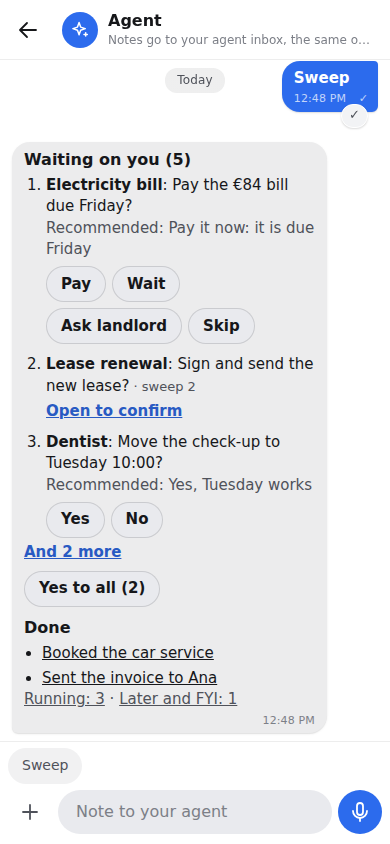 Agent
Notes go to your agent inbox, the same o...
Today
Sweep
12:48 PM ✓
✓
Waiting on you (5)
1. Electricity bill: Pay the €84 bill
due Friday?
Recommended: Pay it now: it is due
Friday
Pay Wait
Ask landlord Skip
2. Lease renewal: Sign and send the
new lease? · sweep 2
Open to confirm
3. Dentist: Move the check-up to
Tuesday 10:00?
Recommended: Yes, Tuesday works
Yes No
And 2 more
Yes to all (2)
Done
• Booked the car service
• Sent the invoice to Ana
Running: 3 · Later and FYI: 1
12:48 PM
Sweep
Note to your agent